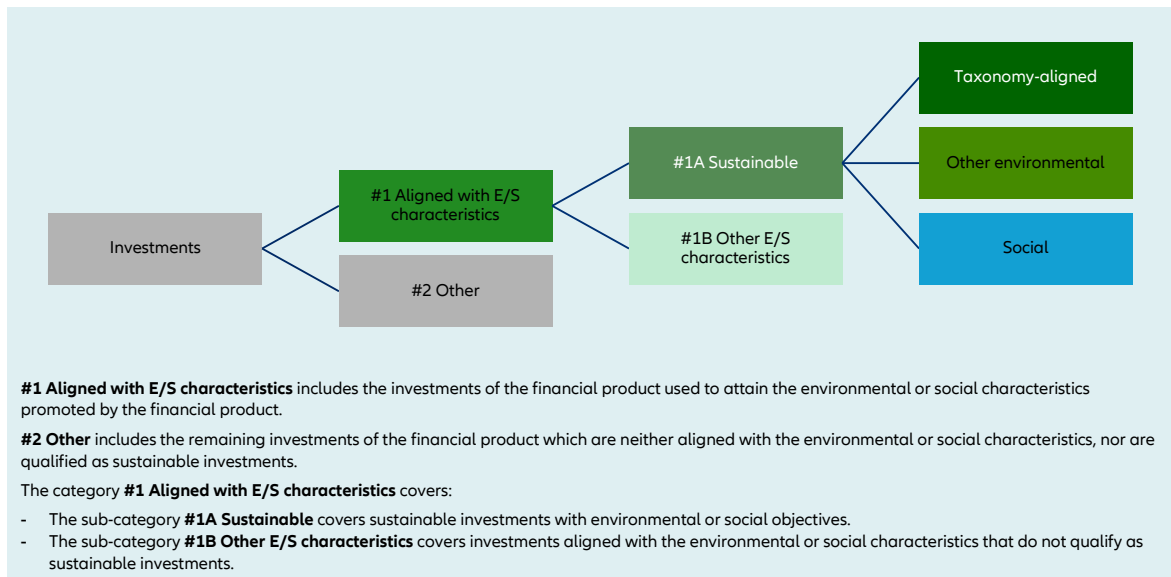 Taxonomy-aligned
#1A Sustainable
Other environmental
#1 Aligned with E/S
characteristics
Investments
#1B Other E/S
characteristics
Social
#2 Other
#1 Aligned with E/S characteristics includes the investments of the financial product used to attain the environmental or social characteristics
promoted by the financial product.
#2 Other includes the remaining investments of the financial product which are neither aligned with the environmental or social characteristics, nor are
qualified as sustainable investments.
The category #1 Aligned with E/S characteristics covers:
- The sub-category #1A Sustainable covers sustainable investments with environmental or social objectives.
- The sub-category #1B Other E/S characteristics covers investments aligned with the environmental or social characteristics that do not qualify as
sustainable investments.